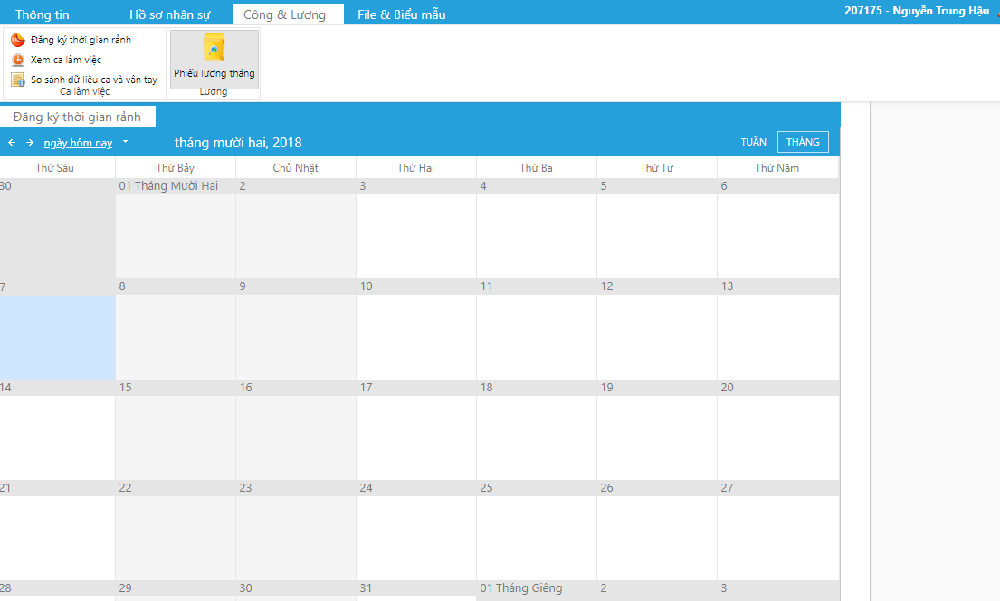 Thông tin Hồ sơ nhân sự Công & Lương File & Biểu mẫu 207175 - Nguyễn Trung Hậu
Đăng ký thời gian rảnh
Xem ca làm việc
So sánh dữ liệu ca và vân tay
Ca làm việc
Phiếu lương tháng
Lương
Đăng ký thời gian rảnh
ngày hôm nay tháng mười hai, 2018 TUẦN THÁNG
Thứ Sáu Thứ Bảy Chủ Nhật Thứ Hai Thứ Ba Thứ Tư Thứ Năm
30 01 Tháng Mười Hai 2 3 4 5 6
7 8 9 10 11 12 13
14 15 16 17 18 19 20
21 22 23 24 25 26 27
28 29 30 31 01 Tháng Giêng 2 3